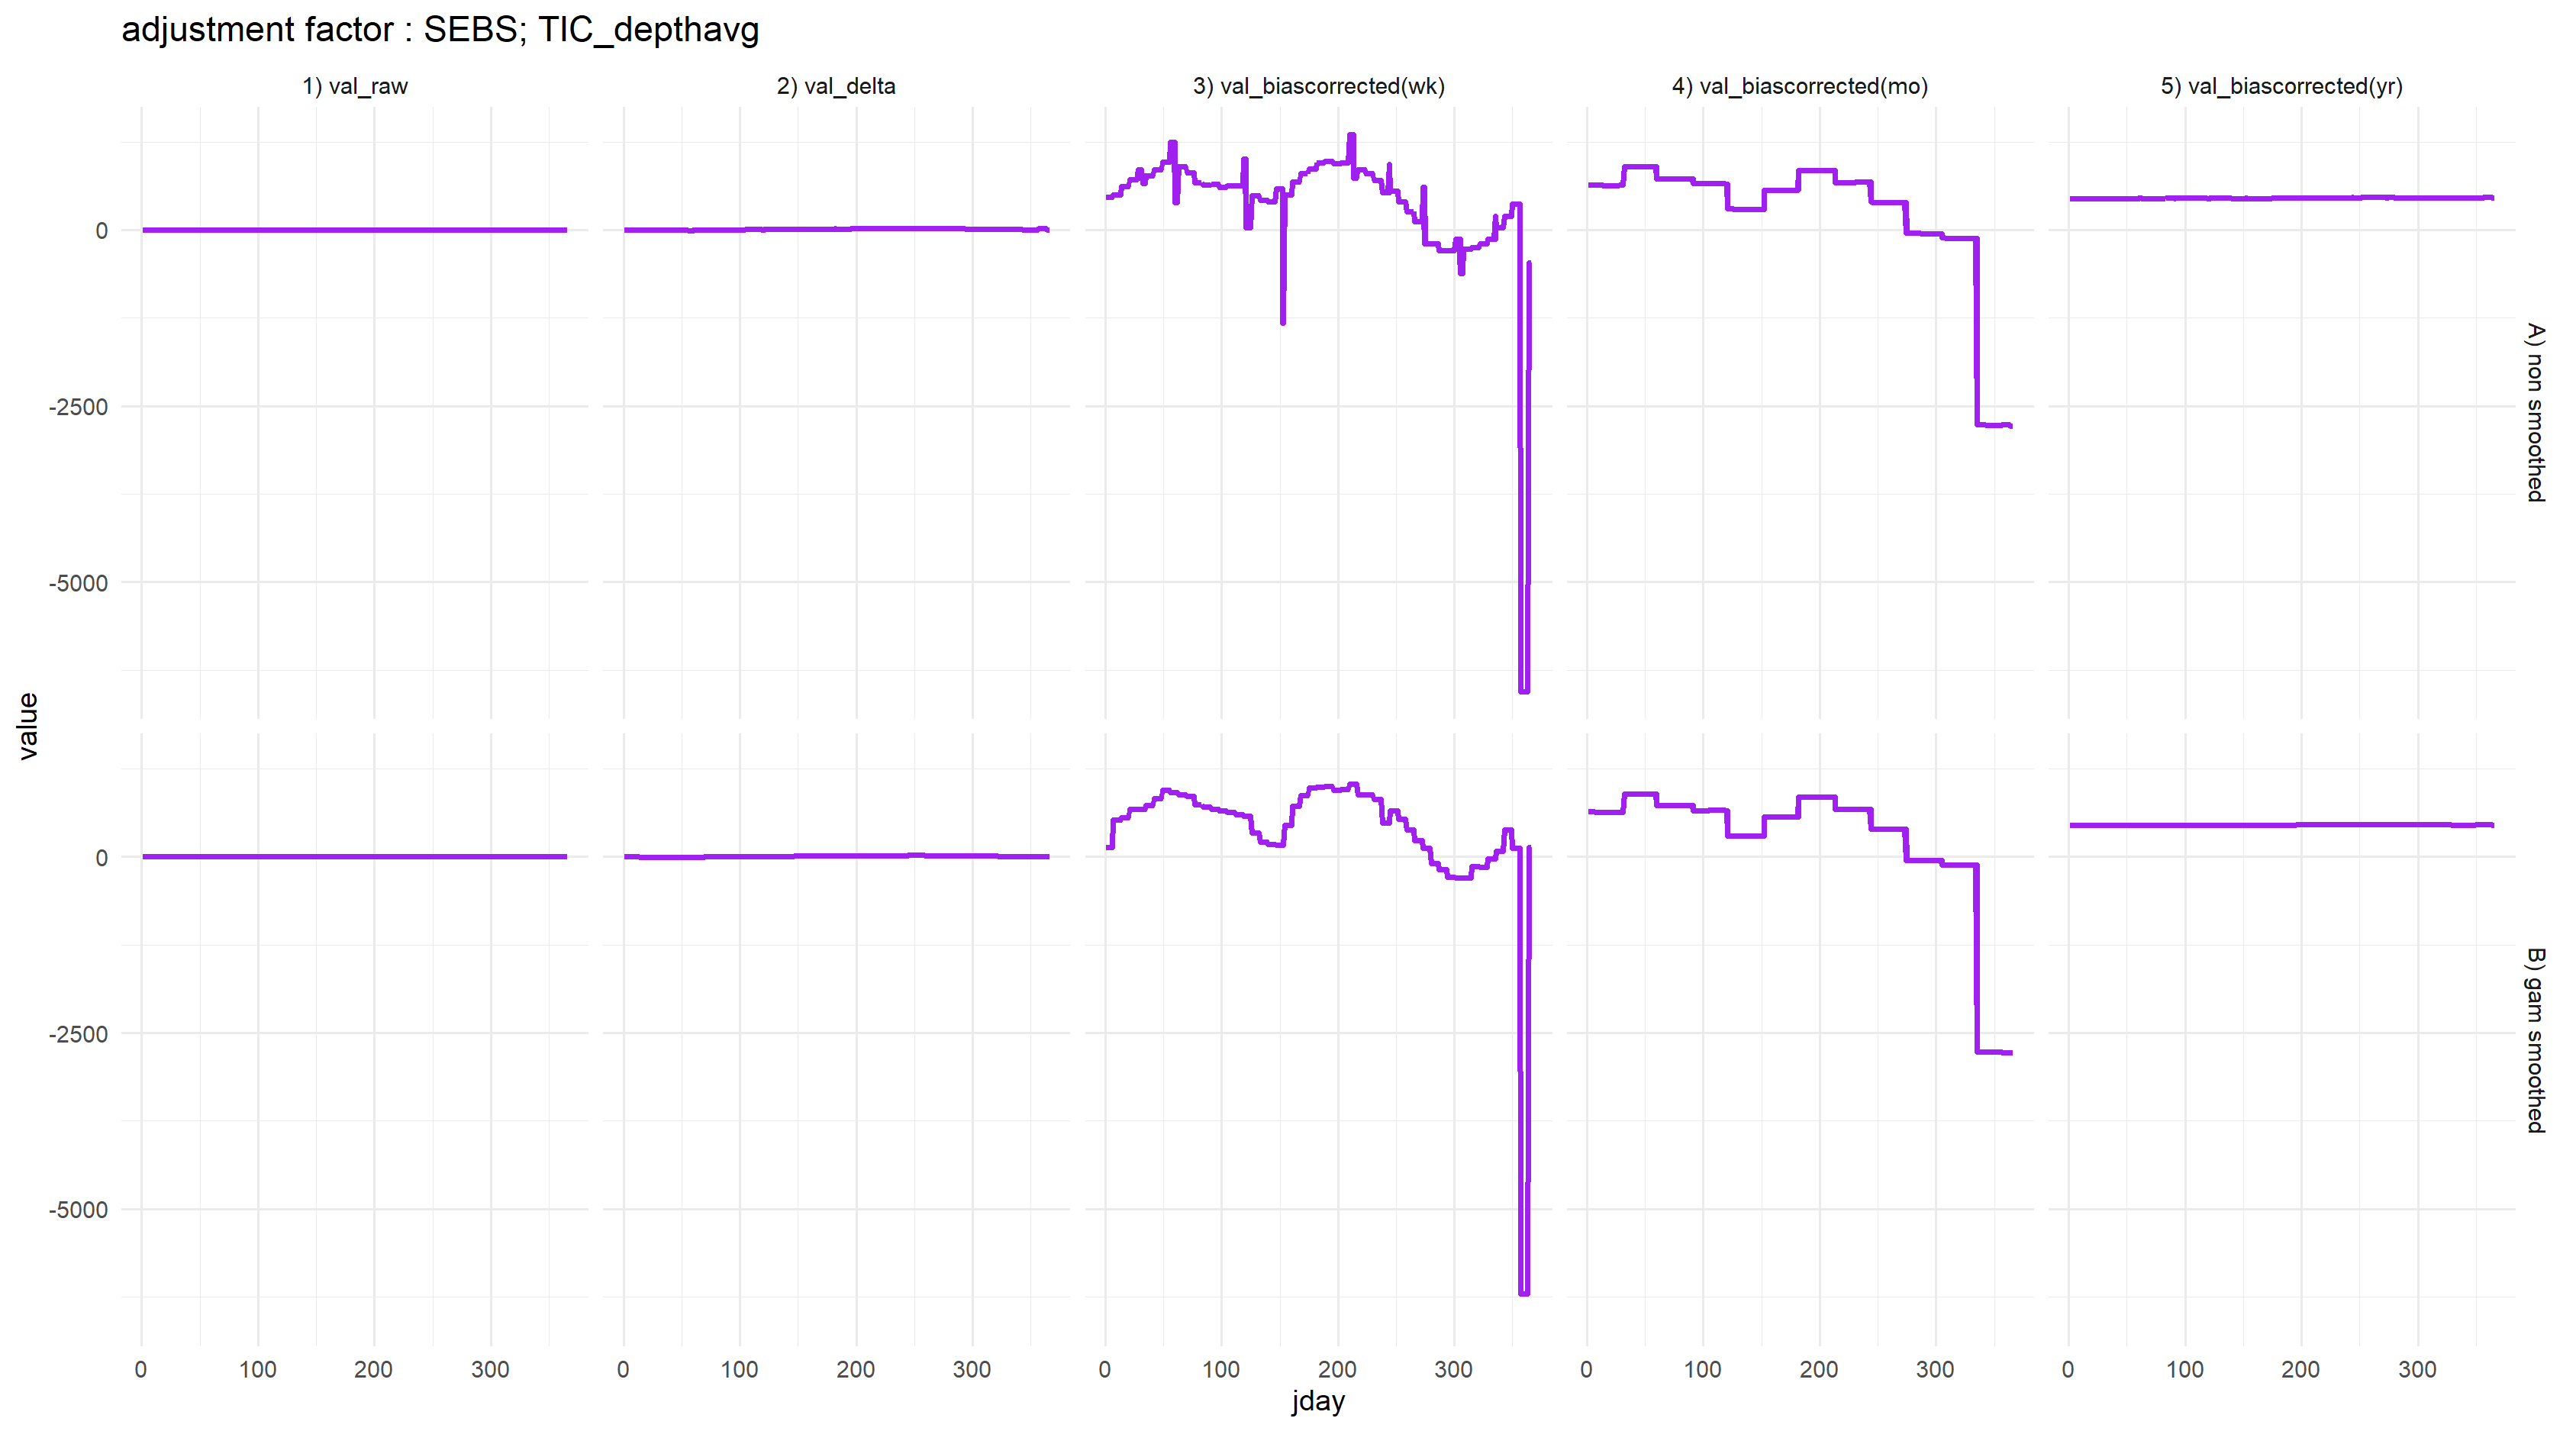 adjustment factor : SEBS; TIC_depthavg
1) val_raw
2) val_delta
3) val_biascorrected(wk)
4) val_biascorrected(mo)
5) val_biascorrected(yr)
0
-2500
-5000
A) non smoothed
value
0
-2500
-5000
B) gam smoothed
0 100 200 300
0 100 200 300
0 100 200 300
0 100 200 300
0 100 200 300
jday